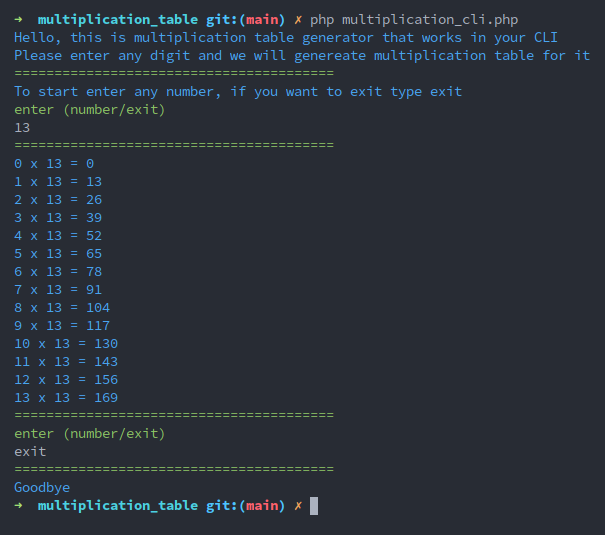 ➜  multiplication_table git:(main) ✗ php multiplication_cli.php
Hello, this is multiplication table generator that works in your CLI
Please enter any digit and we will genereate multiplication table for it
========================================
To start enter any number, if you want to exit type exit
enter (number/exit)
13
========================================
0 x 13 = 0
1 x 13 = 13
2 x 13 = 26
3 x 13 = 39
4 x 13 = 52
5 x 13 = 65
6 x 13 = 78
7 x 13 = 91
8 x 13 = 104
9 x 13 = 117
10 x 13 = 130
11 x 13 = 143
12 x 13 = 156
13 x 13 = 169
========================================
enter (number/exit)
exit
========================================
Goodbye
➜  multiplication_table git:(main) ✗